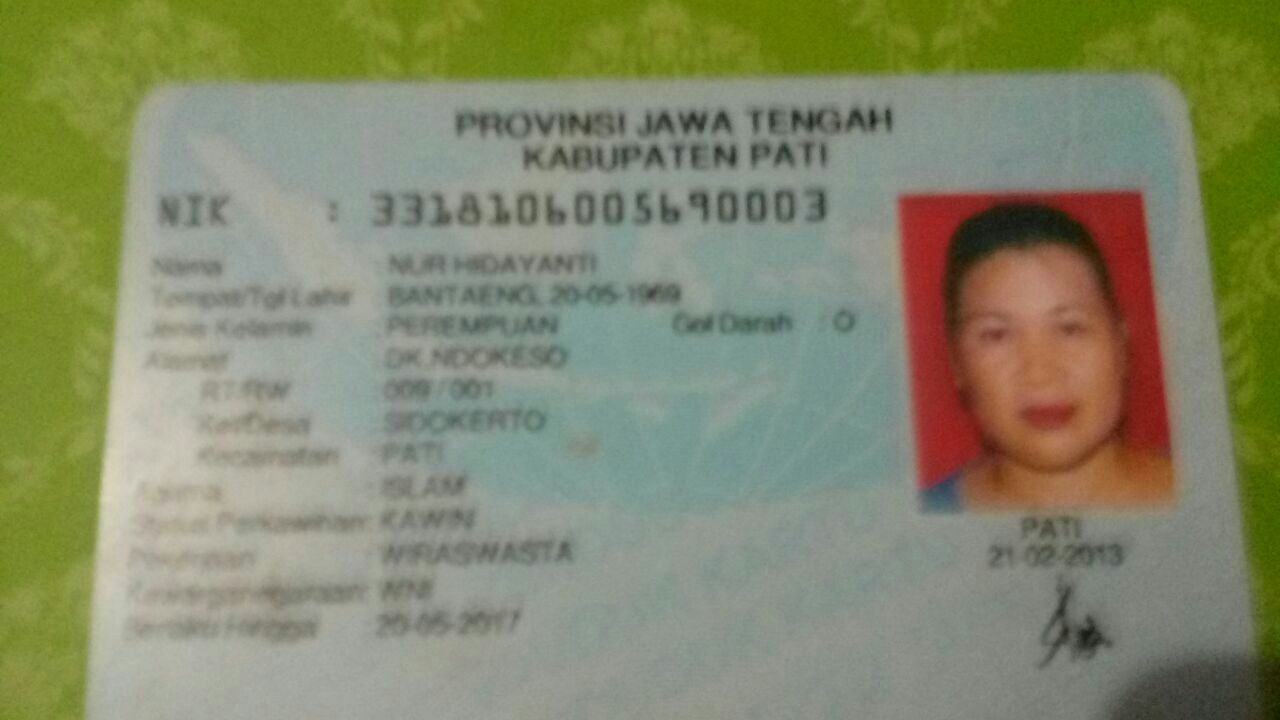 PROVINSI JAWA TENGAH
KABUPATEN PATI
NIK : 3318106005690003
Nama : NUR HIDAYANTI
Tempat/Tgl Lahir : BANTAENG, 20-05-1969
Jenis Kelamin : PEREMPUAN Gol Darah : O
Alamat : DK.NDOKESO
RT/RW : 009 / 001
Kel/Desa : SIDOKERTO
Kecamatan : PATI
Agama : ISLAM
Status Perkawinan : KAWIN
Pekerjaan : WIRASWASTA
Kewarganegaraan : WNI
Berlaku Hingga : 20-05-2017
PATI
21-02-2013